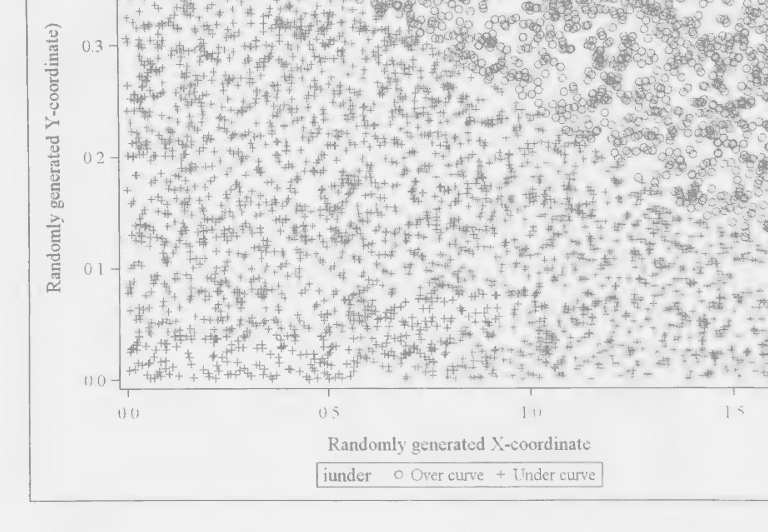 Randomly generated Y-coordinate)
0.3
0 2
0 1
0 0
0 0
0 5
1 0
1 5
Randomly generated X-coordinate
iunder Over curve + Under curve